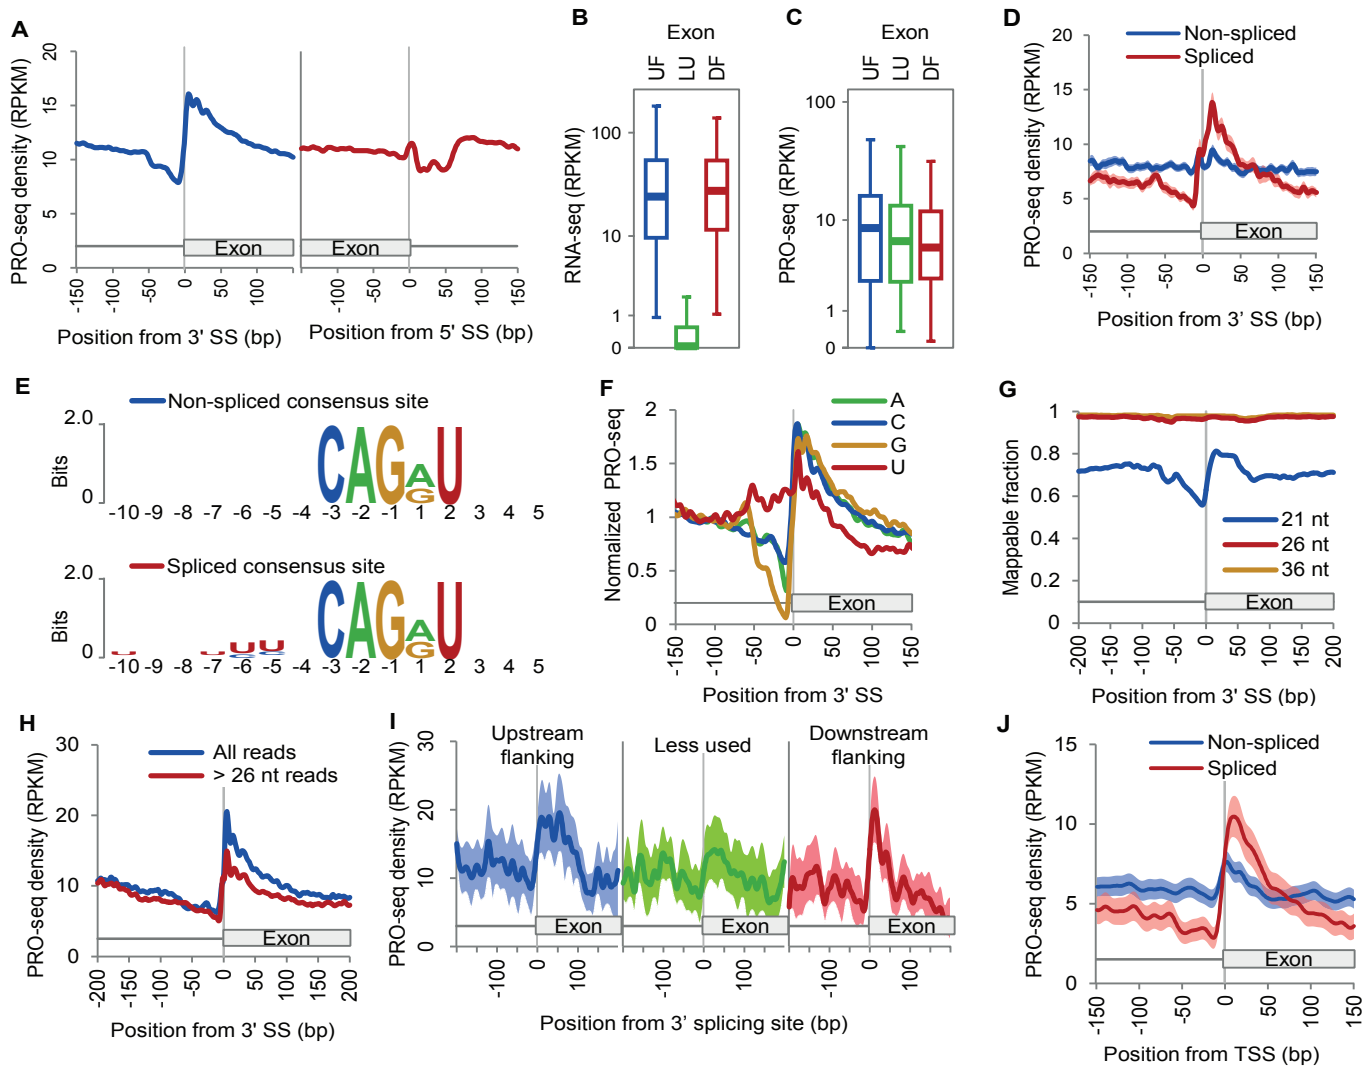 A
PRO-seq density (RPKM)
20
15
10
5
0
Exon
Exon
-150
-100
-50
0
50
100
-100
-50
0
50
100
150
Position from 3' SS (bp)
Position from 5' SS (bp)
B
Exon
UF
LU
DF
RNA-seq (RPKM)
100
10
1
0
C
Exon
UF
LU
DF
PRO-seq (RPKM)
100
10
1
0
D
Non-spliced
Spliced
PRO-seq density (RPKM)
20
15
10
5
0
Exon
-150
-100
-50
0
50
100
150
Position from 3’ SS (bp)
E
Non-spliced consensus site
2.0
Bits
0
CAGAU
G
-10 -9 -8 -7 -6 -5 -4 -3 -2 -1 1 2 3 4 5
Spliced consensus site
2.0
Bits
0
U U U U CAGAU
C C G
-10 -9 -8 -7 -6 -5 -4 -3 -2 -1 1 2 3 4 5
F
A
C
G
U
Normalized PRO-seq
2
1.5
1
0.5
0
Exon
-150
-100
-50
0
50
100
150
Position from 3' SS
G
Mappable fraction
1
0.8
0.6
0.4
0.2
0
21 nt
26 nt
36 nt
Exon
-200
-150
-100
-50
0
50
100
150
200
Position from 3' SS (bp)
H
All reads
> 26 nt reads
PRO-seq density (RPKM)
30
20
10
0
Exon
-200
-150
-100
-50
0
50
100
150
200
Position from 3' SS (bp)
I
Upstream
flanking
Less used
Downstream
flanking
PRO-seq density (RPKM)
30
20
10
0
Exon
Exon
Exon
-100
0
100
-100
0
100
-100
0
100
Position from 3’ splicing site (bp)
J
Non-spliced
Spliced
PRO-seq density (RPKM)
15
10
5
0
Exon
-150
-100
-50
0
50
100
150
Position from TSS (bp)